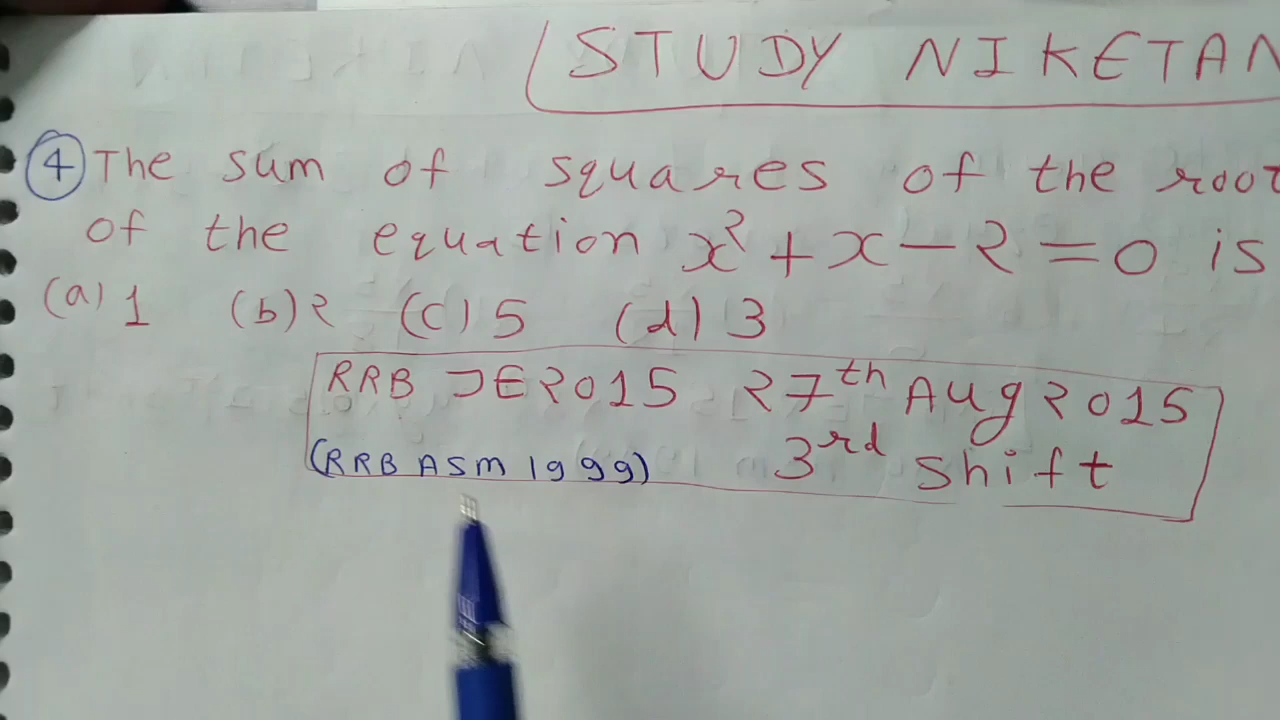 STUDY NIKETAN
④ The sum of squares of the root
of the equation x² + x − 2 = 0 is
(a) 1 (b) 2 (c) 5 (d) 3
RRB JE 2015 27th Aug 2015
(RRB ASM 1999) 3rd Shift